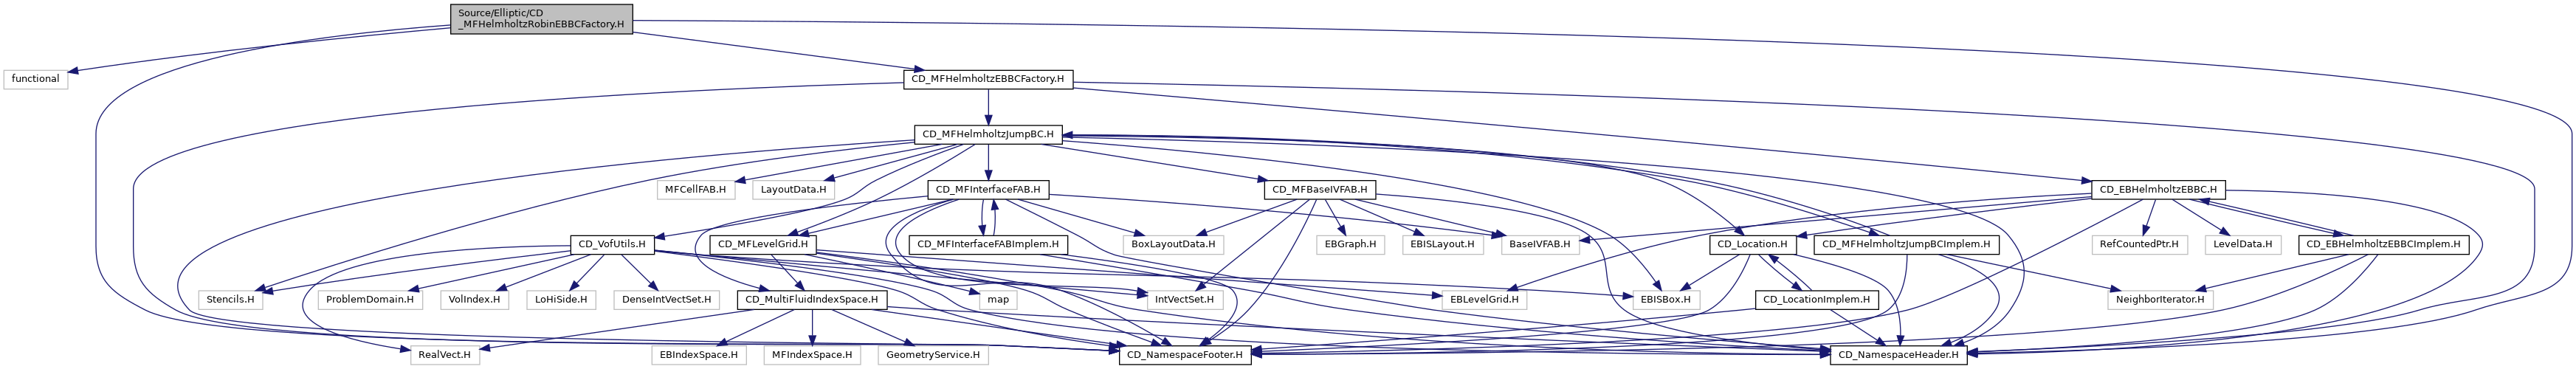 Source/Elliptic/CD
_MFHelmholtzRobinEBBCFactory.H
functional
CD_MFHelmholtzEBBCFactory.H
CD_MFHelmholtzJumpBC.H
MFCellFAB.H
LayoutData.H
CD_MFInterfaceFAB.H
CD_MFBaseIVFAB.H
CD_EBHelmholtzEBBC.H
CD_VofUtils.H
CD_MFLevelGrid.H
CD_MFInterfaceFABImplem.H
BoxLayoutData.H
EBGraph.H
EBISLayout.H
BaseIVFAB.H
CD_Location.H
CD_MFHelmholtzJumpBCImplem.H
RefCountedPtr.H
LevelData.H
CD_EBHelmholtzEBBCImplem.H
Stencils.H
ProblemDomain.H
VolIndex.H
LoHiSide.H
DenseIntVectSet.H
CD_MultiFluidIndexSpace.H
map
IntVectSet.H
EBLevelGrid.H
EBISBox.H
CD_LocationImplem.H
NeighborIterator.H
RealVect.H
EBIndexSpace.H
MFIndexSpace.H
GeometryService.H
CD_NamespaceFooter.H
CD_NamespaceHeader.H